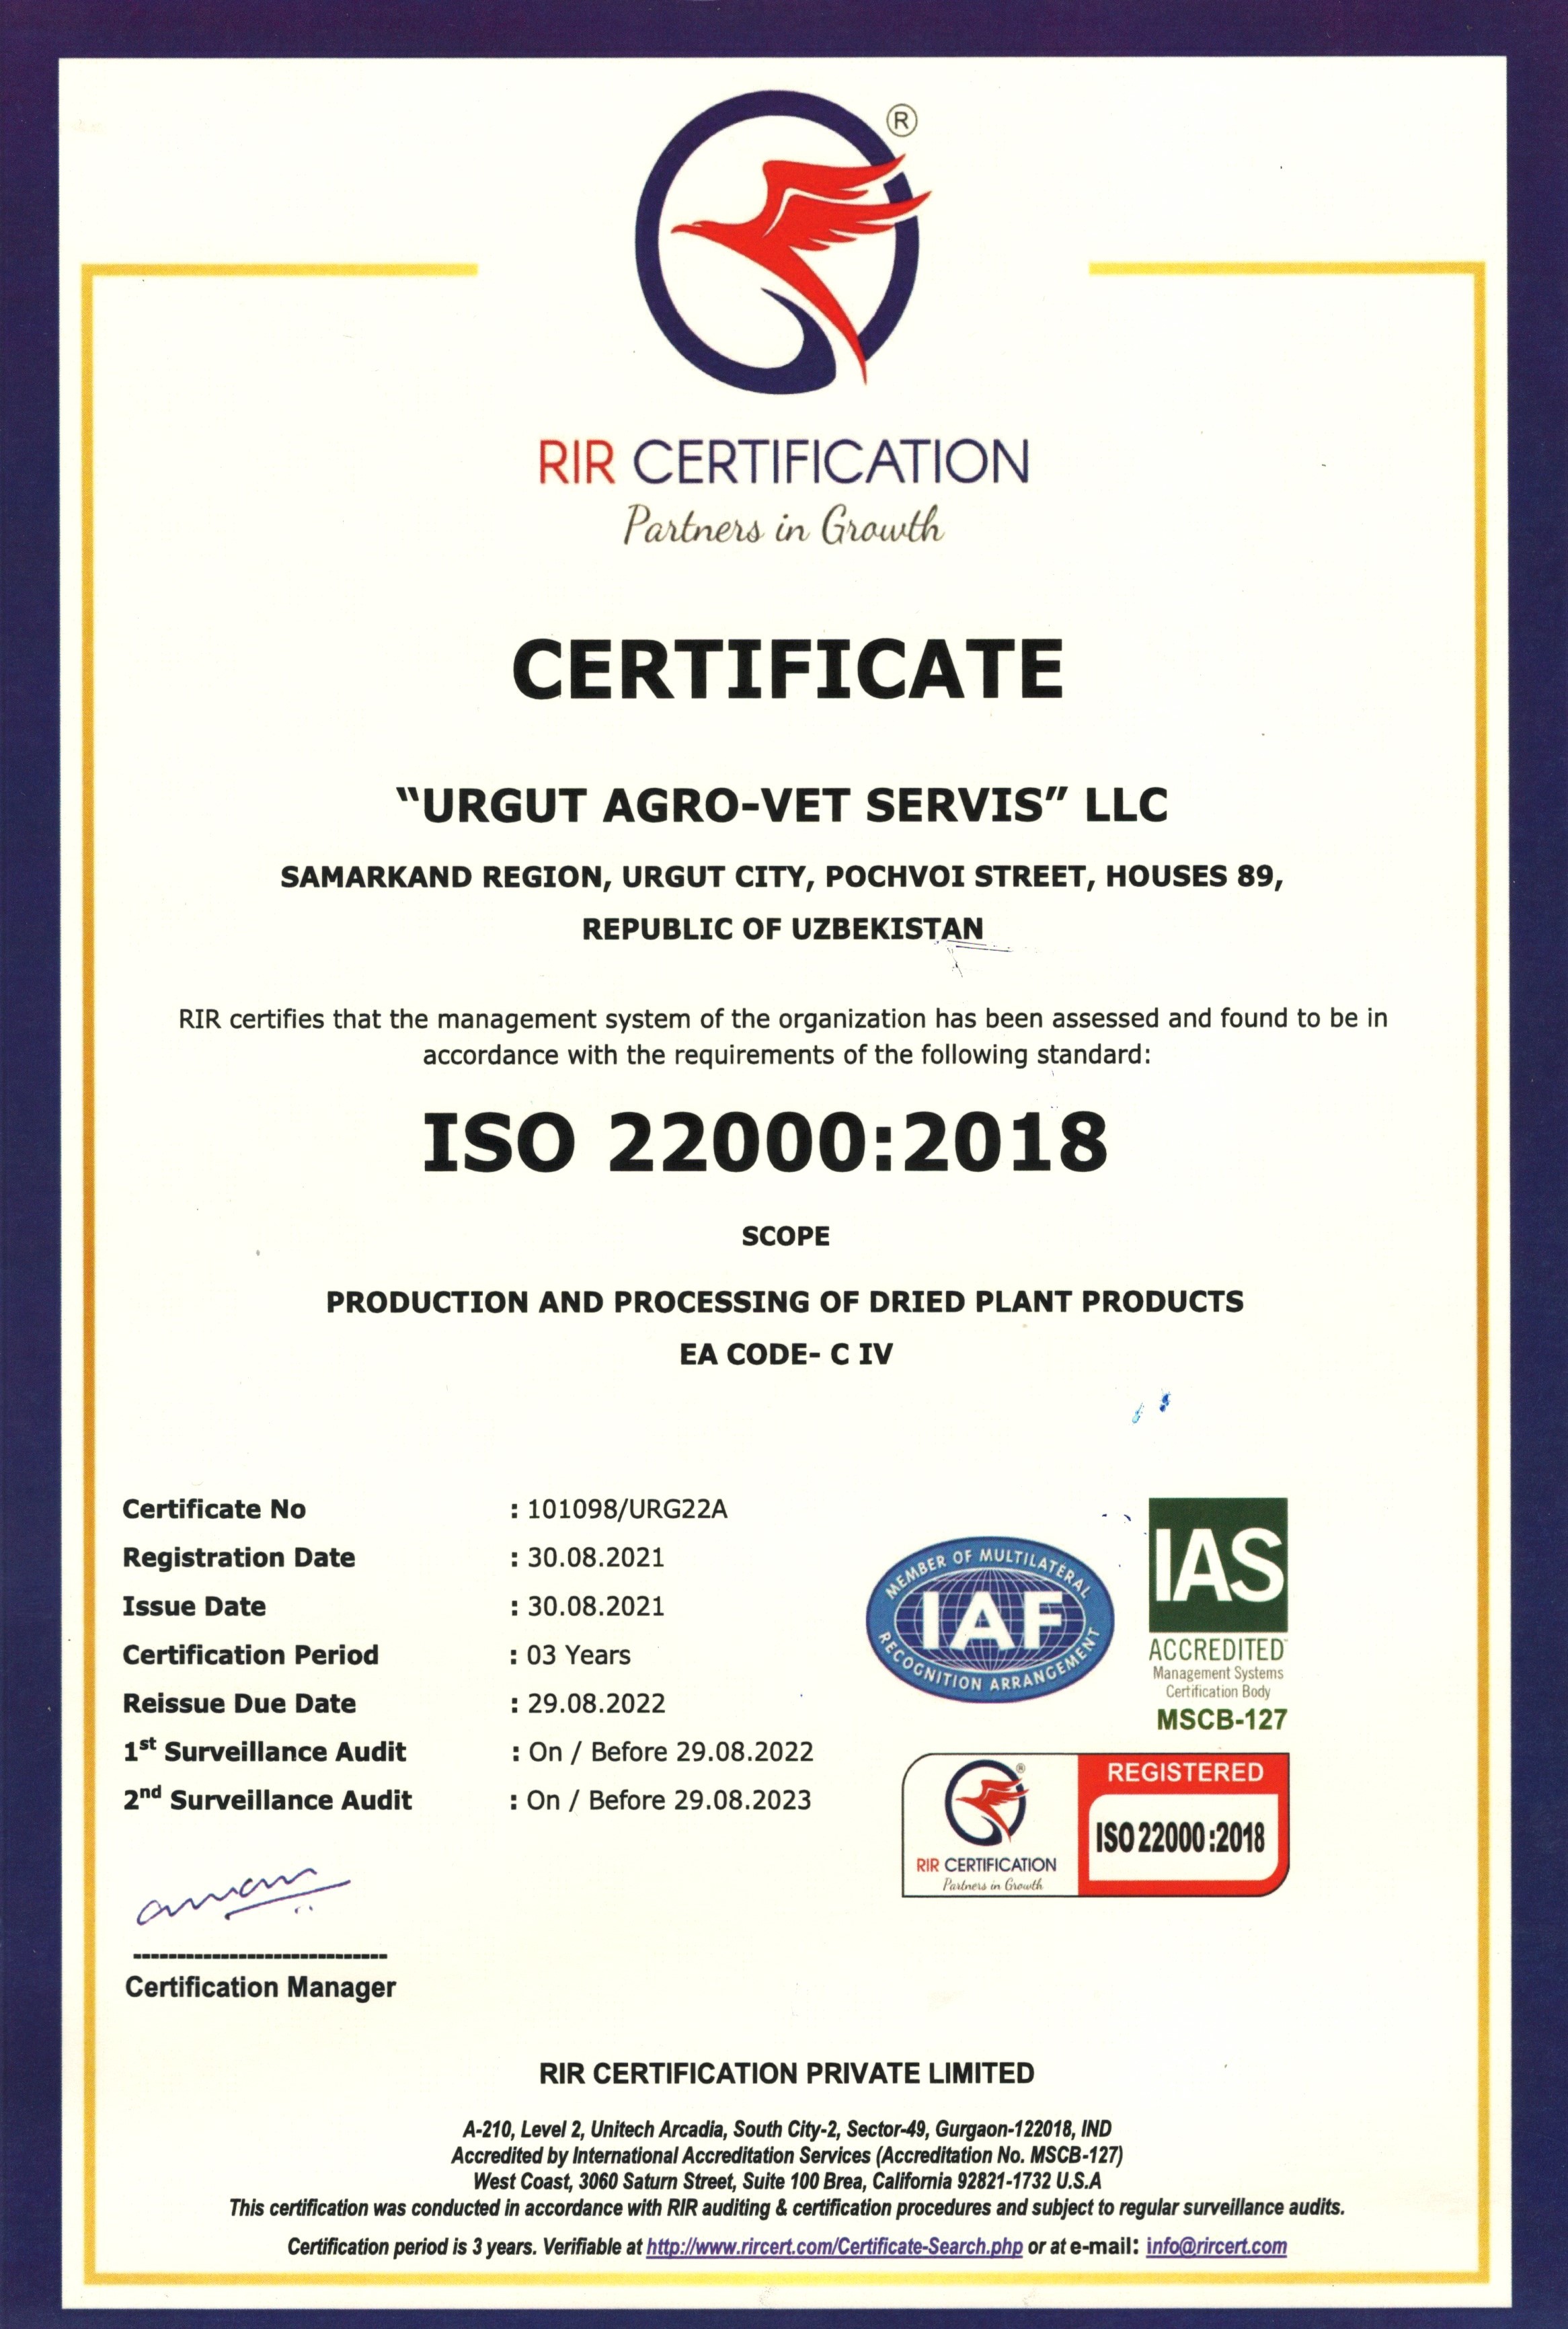 ®
RIR CERTIFICATION
Partners in Growth
CERTIFICATE
“URGUT AGRO-VET SERVIS” LLC
SAMARKAND REGION, URGUT CITY, POCHVOI STREET, HOUSES 89,
REPUBLIC OF UZBEKISTAN
RIR certifies that the management system of the organization has been assessed and found to be in
accordance with the requirements of the following standard:
ISO 22000:2018
SCOPE
PRODUCTION AND PROCESSING OF DRIED PLANT PRODUCTS
EA CODE- C IV
Certificate No : 101098/URG22A
Registration Date : 30.08.2021
Issue Date : 30.08.2021
Certification Period : 03 Years
Reissue Due Date : 29.08.2022
1st Surveillance Audit : On / Before 29.08.2022
2nd Surveillance Audit : On / Before 29.08.2023
MEMBER OF MULTILATERAL
IAF
RECOGNITION ARRANGEMENT
IAS
ACCREDITED
Management Systems
Certification Body
MSCB-127
RIR CERTIFICATION
Partners in Growth
REGISTERED
ISO 22000:2018
Certification Manager
RIR CERTIFICATION PRIVATE LIMITED
A-210, Level 2, Unitech Arcadia, South City-2, Sector-49, Gurgaon-122018, IND
Accredited by International Accreditation Services (Accreditation No. MSCB-127)
West Coast, 3060 Saturn Street, Suite 100 Brea, California 92821-1732 U.S.A
This certification was conducted in accordance with RIR auditing & certification procedures and subject to regular surveillance audits.
Certification period is 3 years. Verifiable at http://www.rircert.com/Certificate-Search.php or at e-mail: info@rircert.com